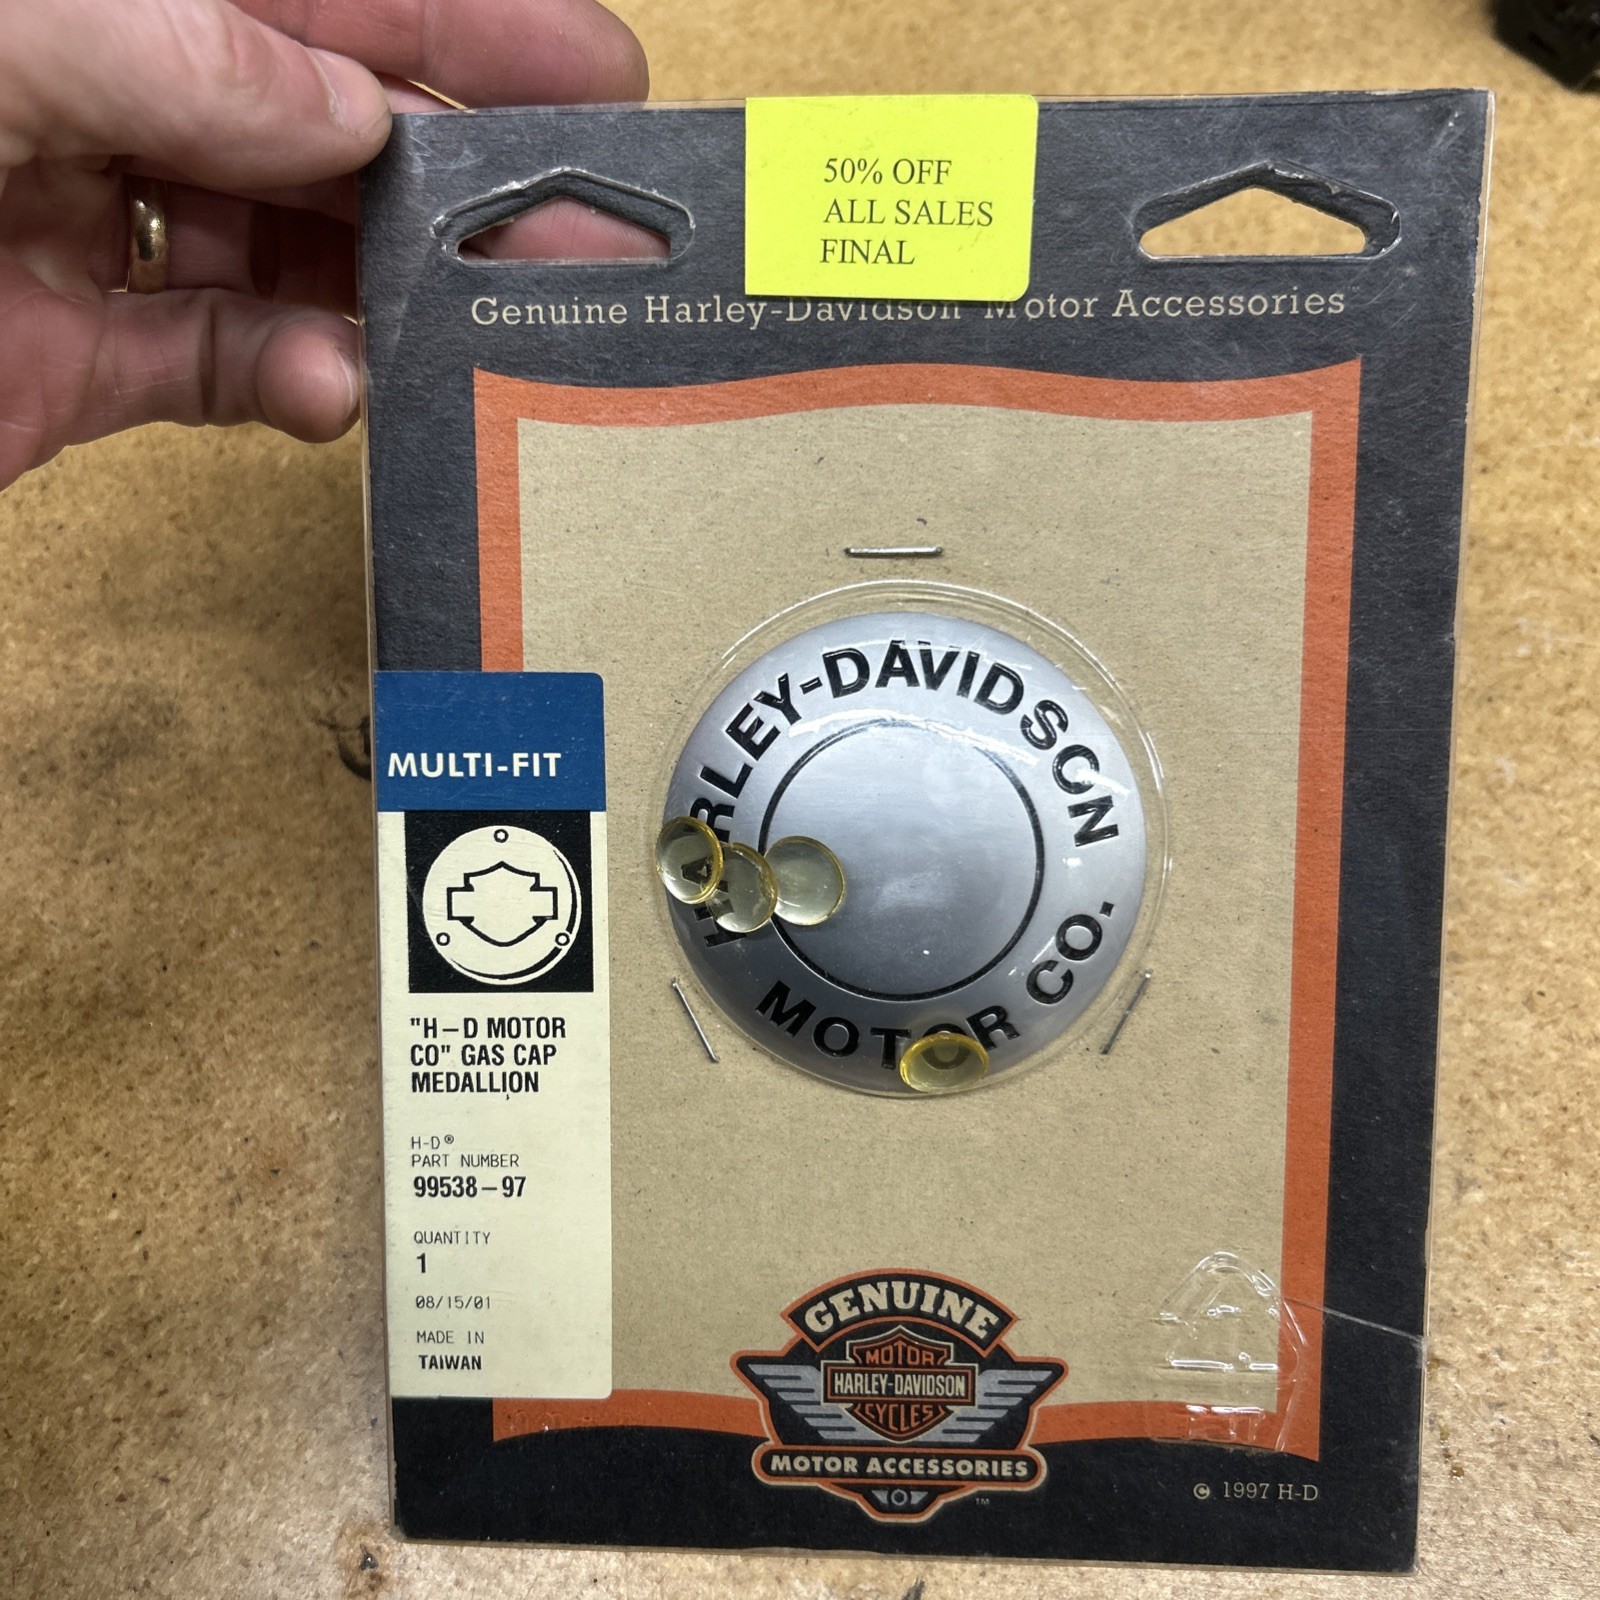 50% OFF
ALL SALES
FINAL
Genuine Harley-Davidson Motor Accessories
HARLEY-DAVIDSON
MOTOR CO.
MULTI-FIT
"H-D MOTOR
CO" GAS CAP
MEDALLION
H-D®
PART NUMBER
99538-97
QUANTITY
1
08/15/01
MADE IN
TAIWAN
GENUINE
MOTOR
HARLEY-DAVIDSON
CYCLES
MOTOR ACCESSORIES
™
© 1997 H-D